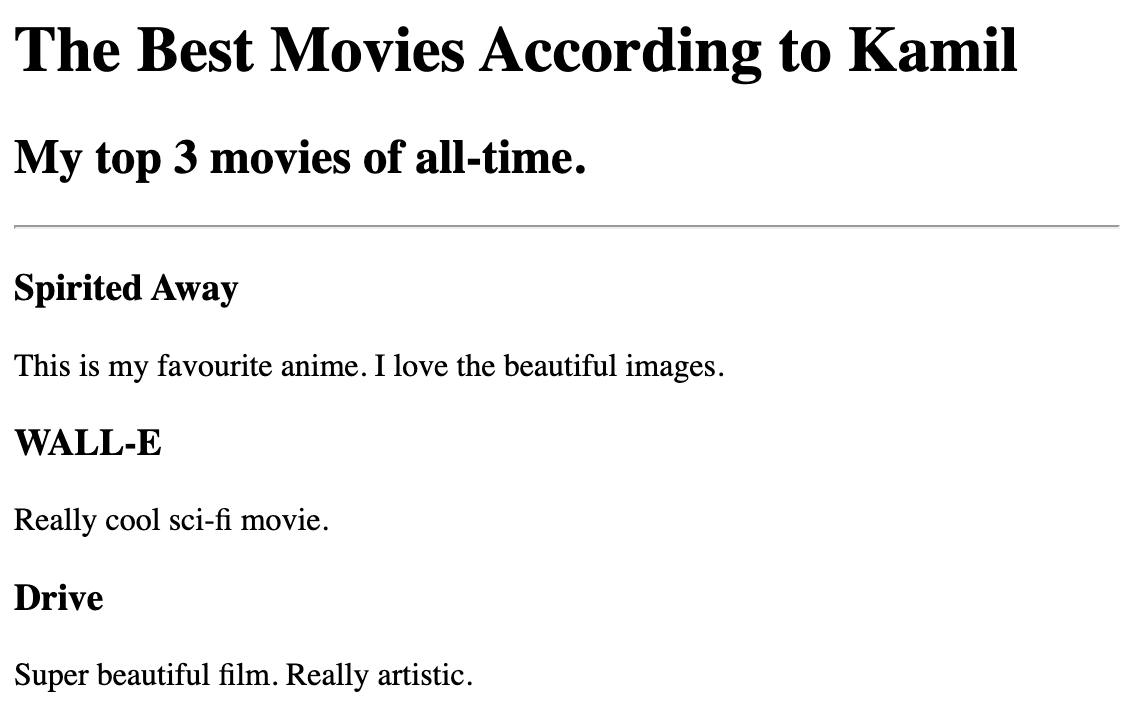 The Best Movies According to Kamil
My top 3 movies of all-time.
Spirited Away
This is my favourite anime. I love the beautiful images.
WALL-E
Really cool sci-fi movie.
Drive
Super beautiful film. Really artistic.